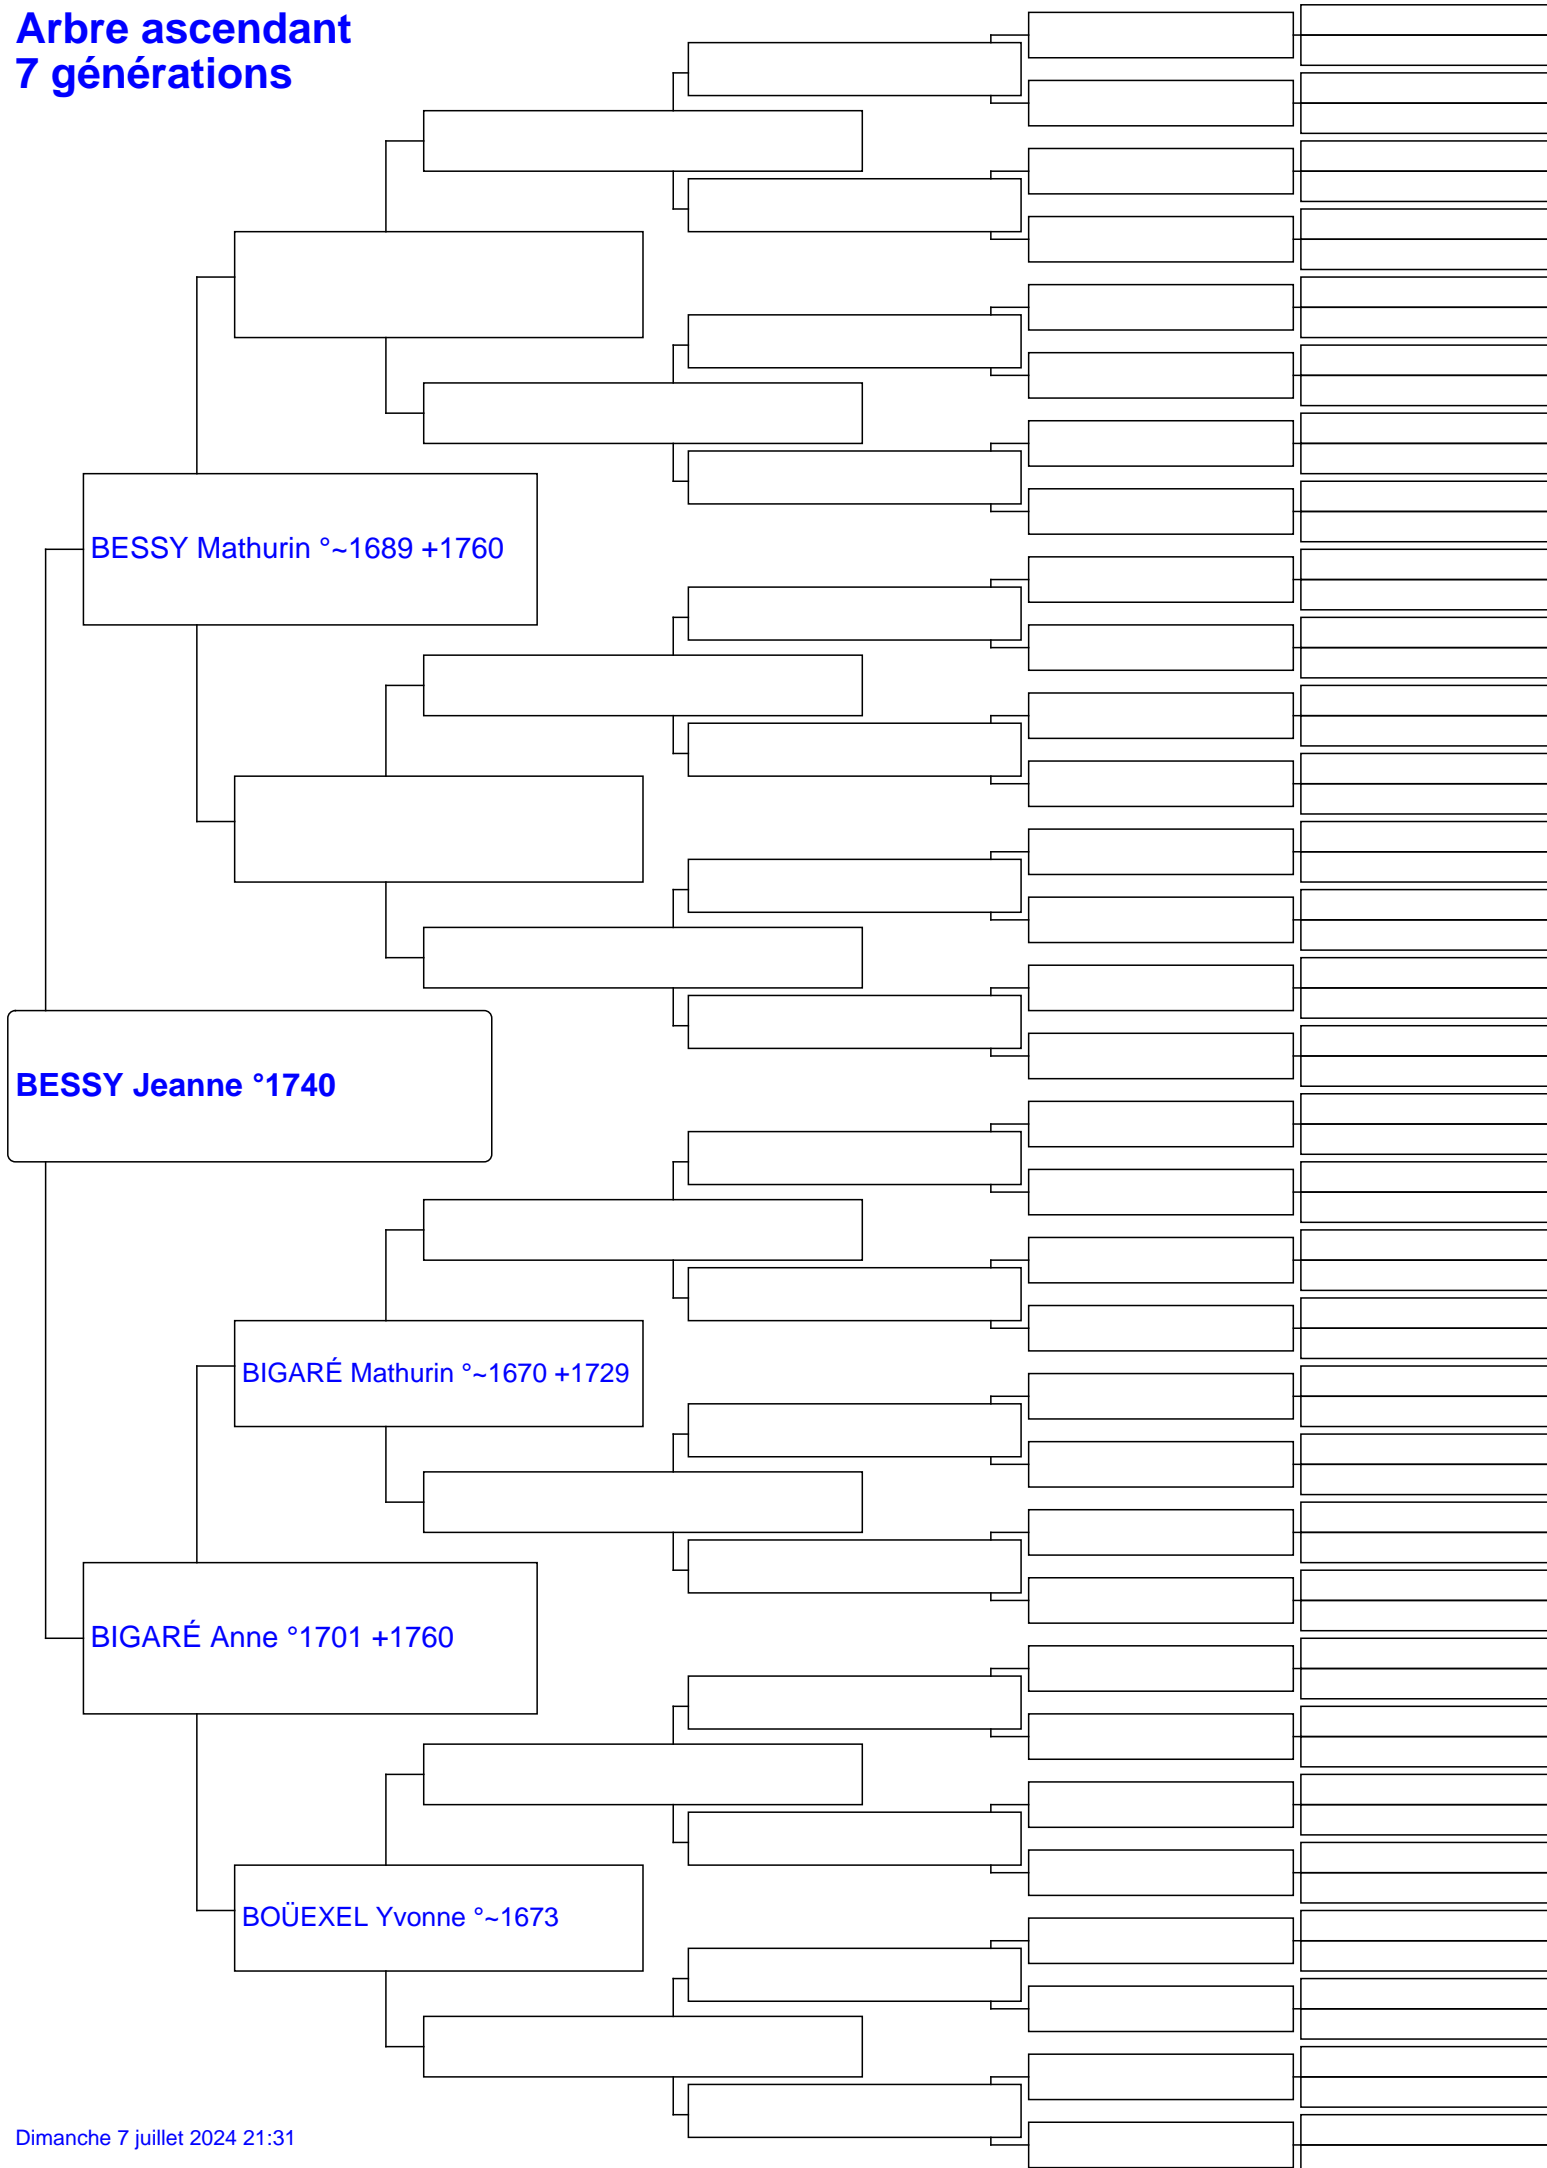 Arbre ascendant
7 générations
BESSY Mathurin °~1689 +1760
BESSY Jeanne °1740
BIGARÉ Mathurin °~1670 +1729
BIGARÉ Anne °1701 +1760
BOÜEXEL Yvonne °~1673
Dimanche 7 juillet 2024 21:31